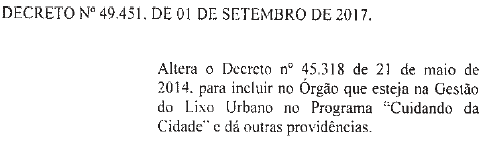 DECRETO Nº 49.451, DE 01 DE SETEMBRO DE 2017.
Altera o Decreto nº 45.318 de 21 de maio de
2014, para incluir no Órgão que esteja na Gestão
do Lixo Urbano no Programa “Cuidando da
Cidade” e dá outras providências.